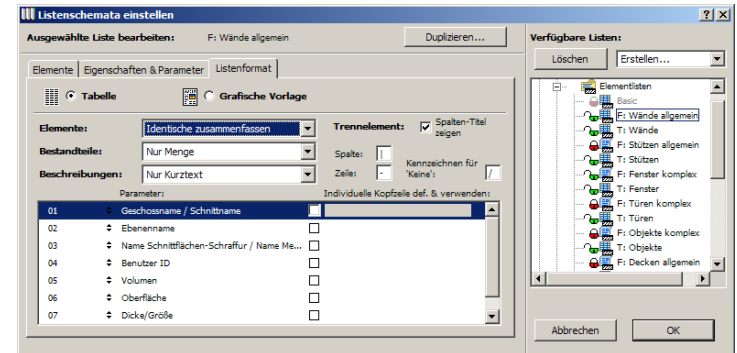 Listenschemata einstellen
Ausgewählte Liste bearbeiten: F: Wände allgemein Duplizieren...
Elemente Eigenschaften & Parameter Listenformat
Tabelle Grafische Vorlage
Elemente: Identische zusammenfassen Trennelement: Spalten-Titel zeigen
Bestandteile: Nur Menge Spalte: |
Beschreibungen: Nur Kurztext Zeile: - Kennzeichnen für 'Keine': /
Parameter: Individuelle Kopfzeile def. & verwenden:
01 Geschossname / Schnittname
02 Ebenenname
03 Name Schnittflächen-Schraffur / Name Me...
04 Benutzer ID
05 Volumen
06 Oberfläche
07 Dicke/Größe
Verfügbare Listen:
Löschen Erstellen...
Elementlisten
Basic
F: Wände allgemein
T: Wände
F: Stützen allgemein
T: Stützen
F: Fenster komplex
T: Fenster
F: Türen komplex
T: Türen
F: Objekte komplex
T: Objekte
F: Decken allgemein
Abbrechen OK